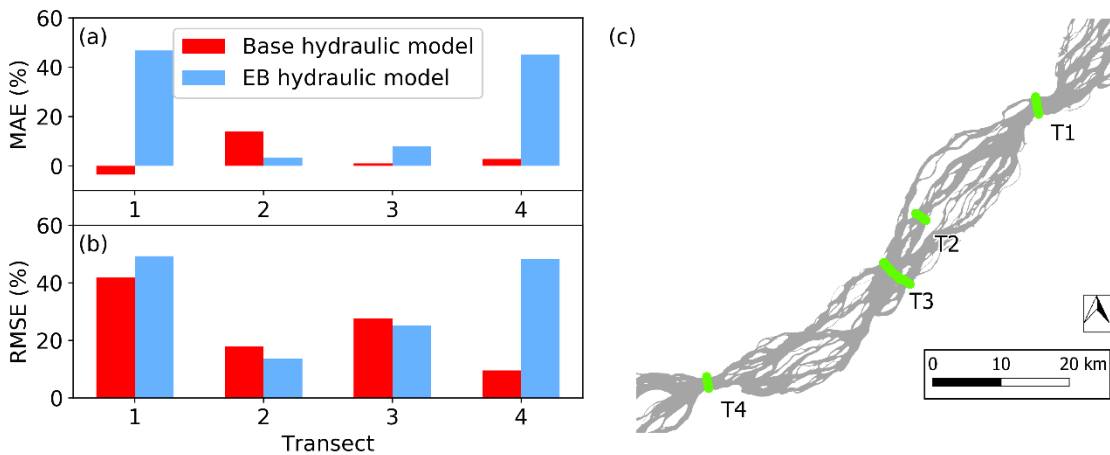 (a)
Base hydraulic model
EB hydraulic model
MAE (%)
60
40
20
0
1 2 3 4
(b)
RMSE (%)
60
40
20
0
1 2 3 4
Transect
(c)
T1
T2
T3
T4
0 10 20 km